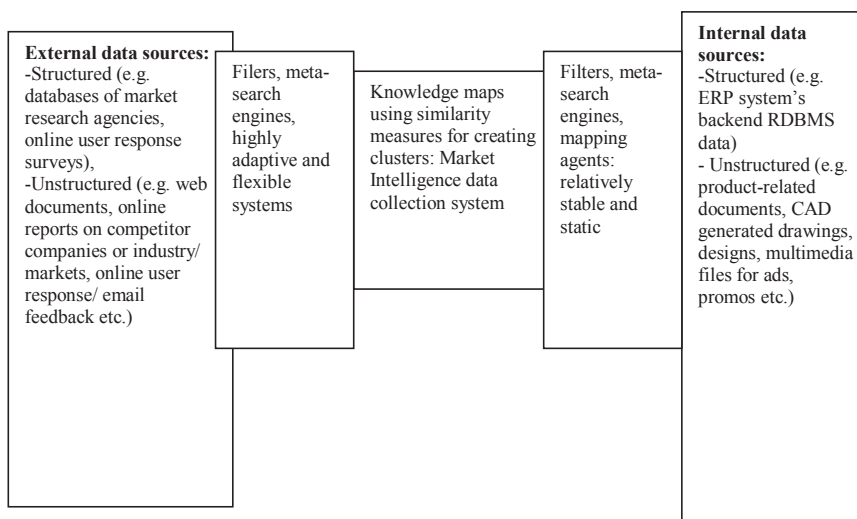 External data sources:
-Structured (e.g.
databases of market
research agencies,
online user response
surveys),
-Unstructured (e.g. web
documents, online
reports on competitor
companies or industry/
markets, online user
response/ email
feedback etc.)
Filers, meta-
search
engines,
highly
adaptive and
flexible
systems
Knowledge maps
using similarity
measures for creating
clusters: Market
Intelligence data
collection system
Filters, meta-
search
engines,
mapping
agents:
relatively
stable and
static
Internal data
sources:
-Structured (e.g.
ERP system’s
backend RDBMS
data)
- Unstructured (e.g.
product-related
documents, CAD
generated drawings,
designs, multimedia
files for ads,
promos etc.)